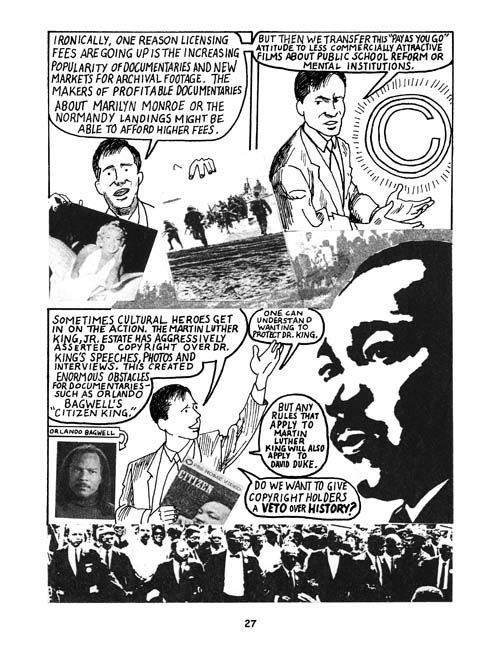 IRONICALLY, ONE REASON LICENSING
FEES ARE GOING UP IS THE INCREASING
POPULARITY OF DOCUMENTARIES AND NEW
MARKETS FOR ARCHIVAL FOOTAGE. THE
MAKERS OF PROFITABLE DOCUMENTARIES
ABOUT MARILYN MONROE OR THE
NORMANDY LANDINGS MIGHT BE
ABLE TO AFFORD HIGHER FEES.
BUT THEN WE TRANSFER THIS "PAY AS YOU GO"
ATTITUDE TO LESS COMMERCIALLY ATTRACTIVE
FILMS ABOUT PUBLIC SCHOOL REFORM OR
MENTAL INSTITUTIONS.
C
SOMETIMES CULTURAL HEROES GET
IN ON THE ACTION. THE MARTIN LUTHER
KING, JR. ESTATE HAS AGGRESSIVELY
ASSERTED COPYRIGHT OVER DR.
KING'S SPEECHES, PHOTOS AND
INTERVIEWS. THIS CREATED
ENORMOUS OBSTACLES
FOR DOCUMENTARIES-
SUCH AS ORLANDO
BAGWELL'S
"CITIZEN KING."
ONE CAN
UNDERSTAND
WANTING TO
PROTECT DR. KING.
BUT ANY
RULES THAT
APPLY TO
MARTIN
LUTHER
KING WILL ALSO
APPLY TO
DAVID DUKE.
ORLANDO BAGWELL
PBS HOME VIDEO
CITIZEN
DO WE WANT TO GIVE
COPYRIGHT HOLDERS
A VETO OVER HISTORY?
27